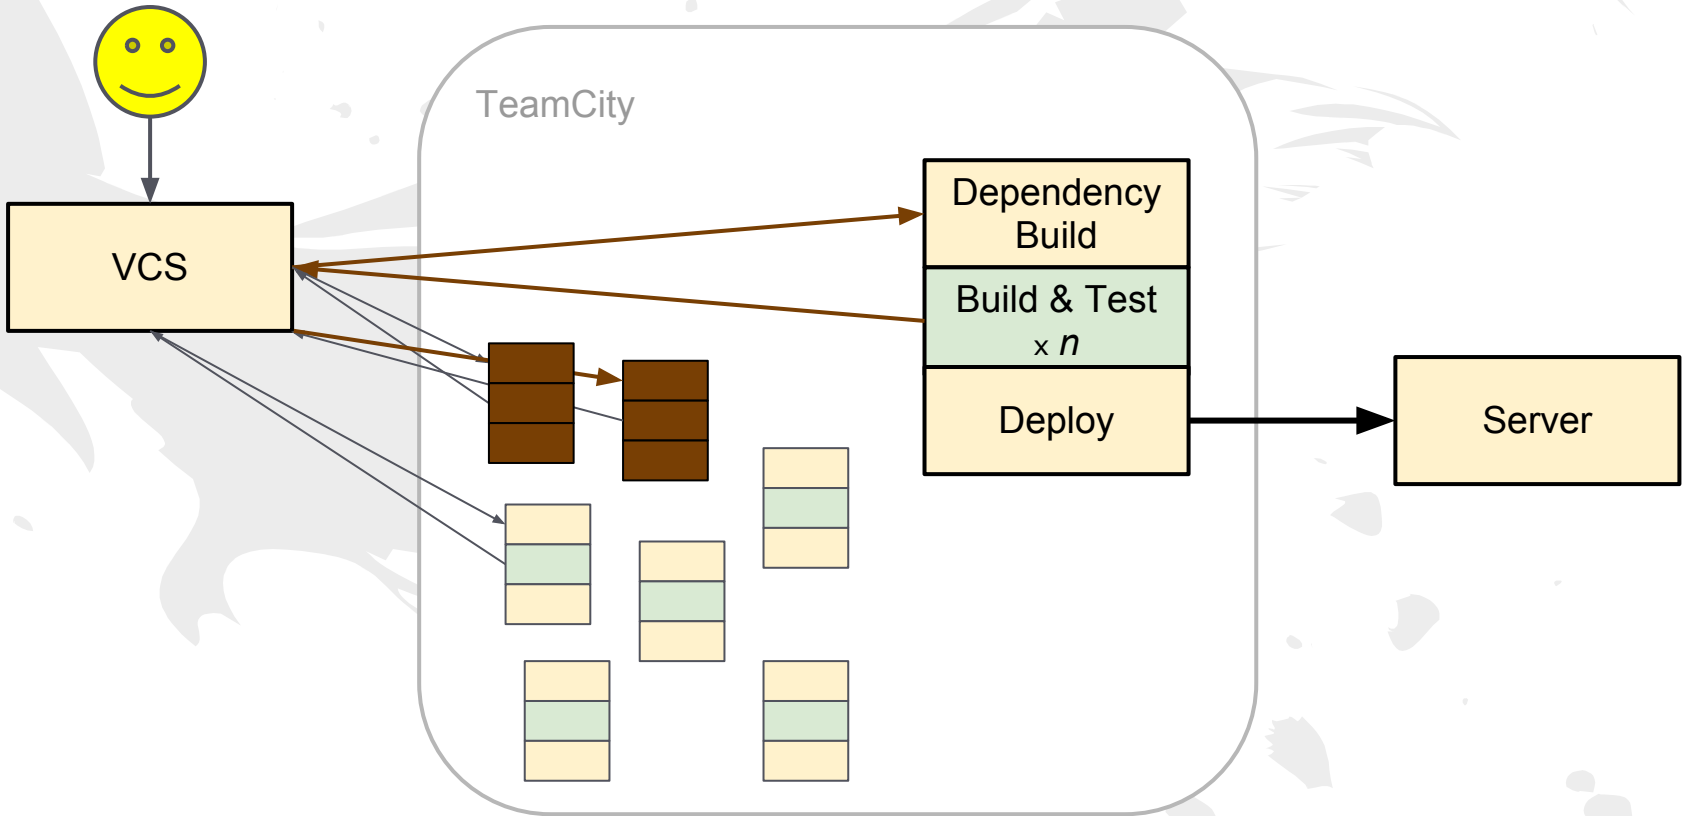 TeamCity
VCS
Dependency
Build
Build & Test
x n
Deploy
Server